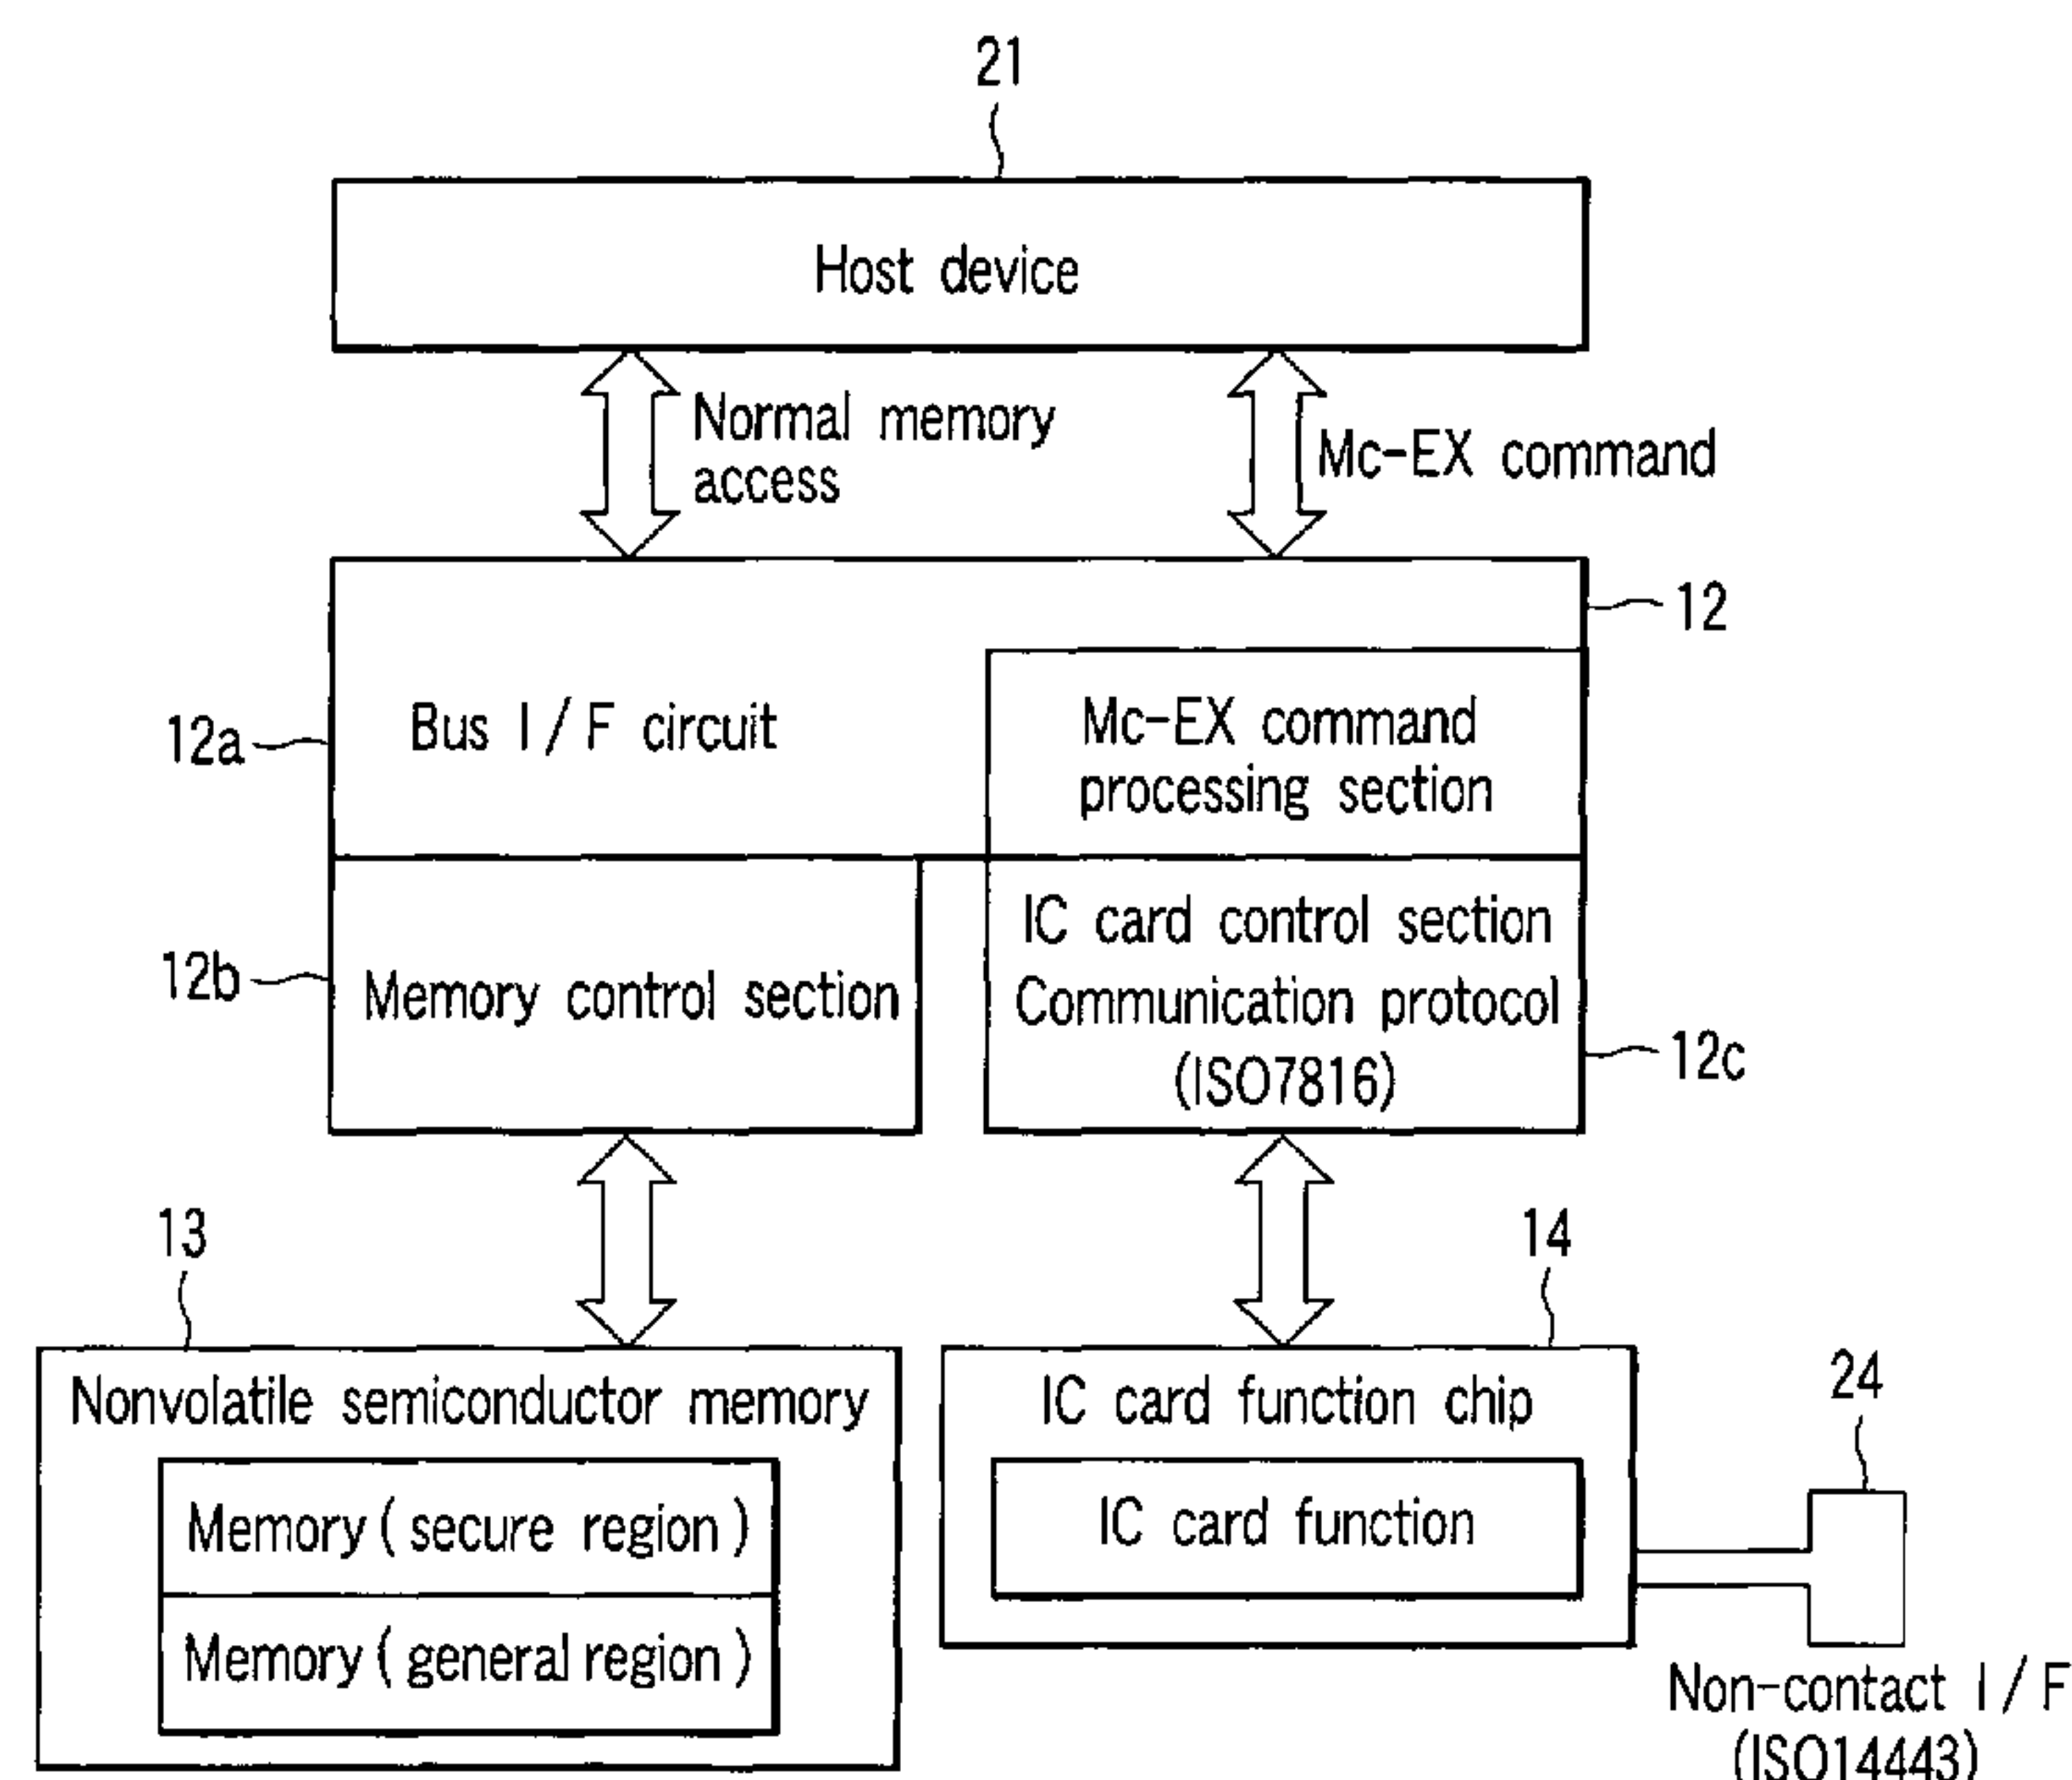 21
Host device
Normal memory
access
Mc-EX command
12
12a
Bus I/F circuit
Mc-EX command
processing section
12b
Memory control section
IC card control section
Communication protocol
(ISO7816)
12c
13
14
Nonvolatile semiconductor memory
Memory (secure region)
Memory (general region)
IC card function chip
IC card function
24
Non-contact I/F
(ISO14443)